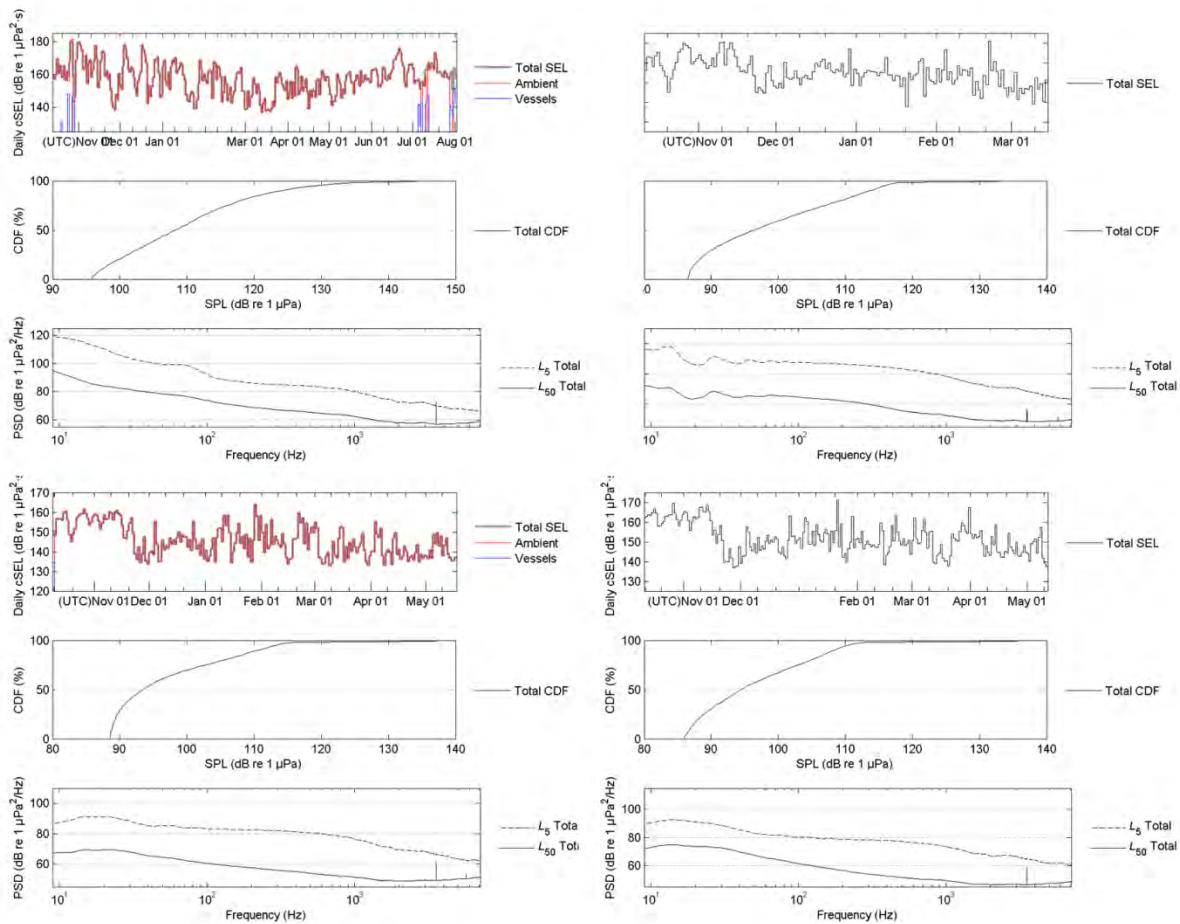 Daily cSEL (dB re 1 µPa²·s)
180
160
140
(UTC)Nov 01 Dec 01 Jan 01 Mar 01 Apr 01 May 01 Jun 01 Jul 01 Aug 01
Total SEL
Ambient
Vessels
(UTC)Nov 01 Dec 01 Jan 01 Feb 01 Mar 01
Total SEL
CDF (%)
100
50
0
90 100 110 120 130 140 150
SPL (dB re 1 µPa)
Total CDF
CDF (%)
100
50
0
0 90 100 110 120 130 140
SPL (dB re 1 µPa)
Total CDF
PSD (dB re 1 µPa²/Hz)
120
100
80
60
10¹ 10² 10³
Frequency (Hz)
L₅ Total
L₅₀ Total
10¹ 10² 10³
Frequency (Hz)
L₅ Total
L₅₀ Total
Daily cSEL (dB re 1 µPa²·s
170
160
150
140
130
120
(UTC)Nov 01 Dec 01 Jan 01 Feb 01 Mar 01 Apr 01 May 01
Total SEL
Ambient
Vessels
Daily cSEL (dB re 1 µPa²·s)
170
160
150
140
130
(UTC)Nov 01 Dec 01 Feb 01 Mar 01 Apr 01 May 01
Total SEL
CDF (%)
100
50
0
80 90 100 110 120 130 140
SPL (dB re 1 µPa)
Total CDF
CDF (%)
100
50
0
80 90 100 110 120 130 140
SPL (dB re 1 µPa)
Total CDF
PSD (dB re 1 µPa²/Hz)
100
80
60
10¹ 10² 10³
Frequency (Hz)
L₅ Tota
L₅₀ Tot
PSD (dB re 1 µPa²/Hz)
100
80
60
10¹ 10² 10³
Frequency (Hz)
L₅ Total
L₅₀ Total